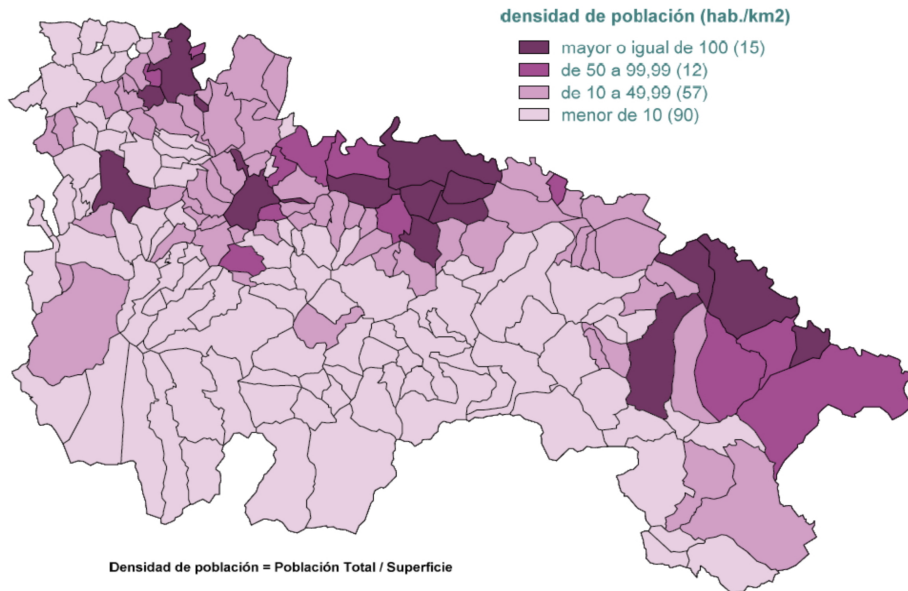 densidad de población (hab./km2)
mayor o igual de 100 (15)
de 50 a 99,99 (12)
de 10 a 49,99 (57)
menor de 10 (90)
Densidad de población = Población Total / Superficie